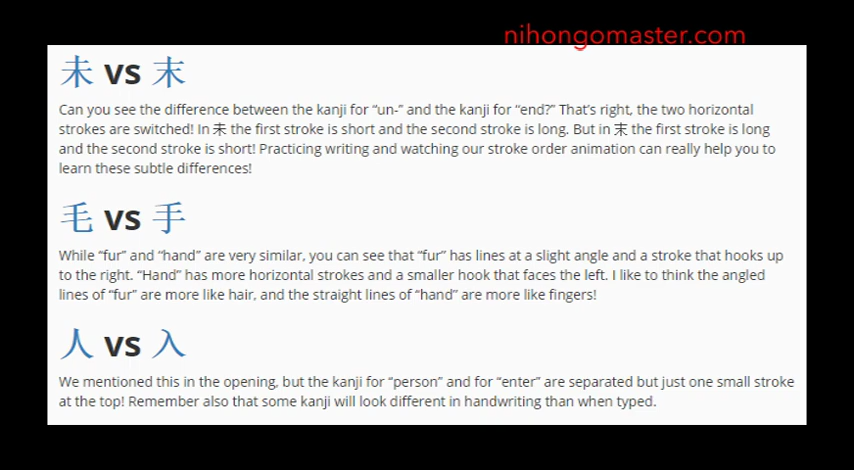 nihongomaster.com
未 vs 末
Can you see the difference between the kanji for “un-” and the kanji for “end?” That’s right, the two horizontal
strokes are switched! In 未 the first stroke is short and the second stroke is long. But in 末 the first stroke is long
and the second stroke is short! Practicing writing and watching our stroke order animation can really help you to
learn these subtle differences!
毛 vs 手
While “fur” and “hand” are very similar, you can see that “fur” has lines at a slight angle and a stroke that hooks up
to the right. “Hand” has more horizontal strokes and a smaller hook that faces the left. I like to think the angled
lines of “fur” are more like hair, and the straight lines of “hand” are more like fingers!
人 vs 入
We mentioned this in the opening, but the kanji for “person” and for “enter” are separated but just one small stroke
at the top! Remember also that some kanji will look different in handwriting than when typed.